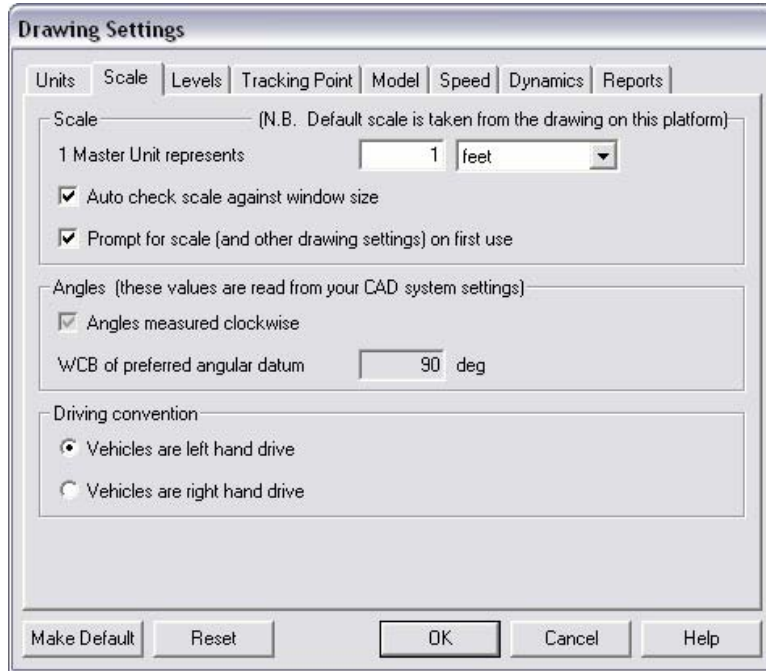 Drawing Settings
Units Scale Levels Tracking Point Model Speed Dynamics Reports
Scale (N.B. Default scale is taken from the drawing on this platform)
1 Master Unit represents 1 feet
Auto check scale against window size
Prompt for scale (and other drawing settings) on first use
Angles (these values are read from your CAD system settings)
Angles measured clockwise
WCB of preferred angular datum 90 deg
Driving convention
Vehicles are left hand drive
Vehicles are right hand drive
Make Default Reset OK Cancel Help